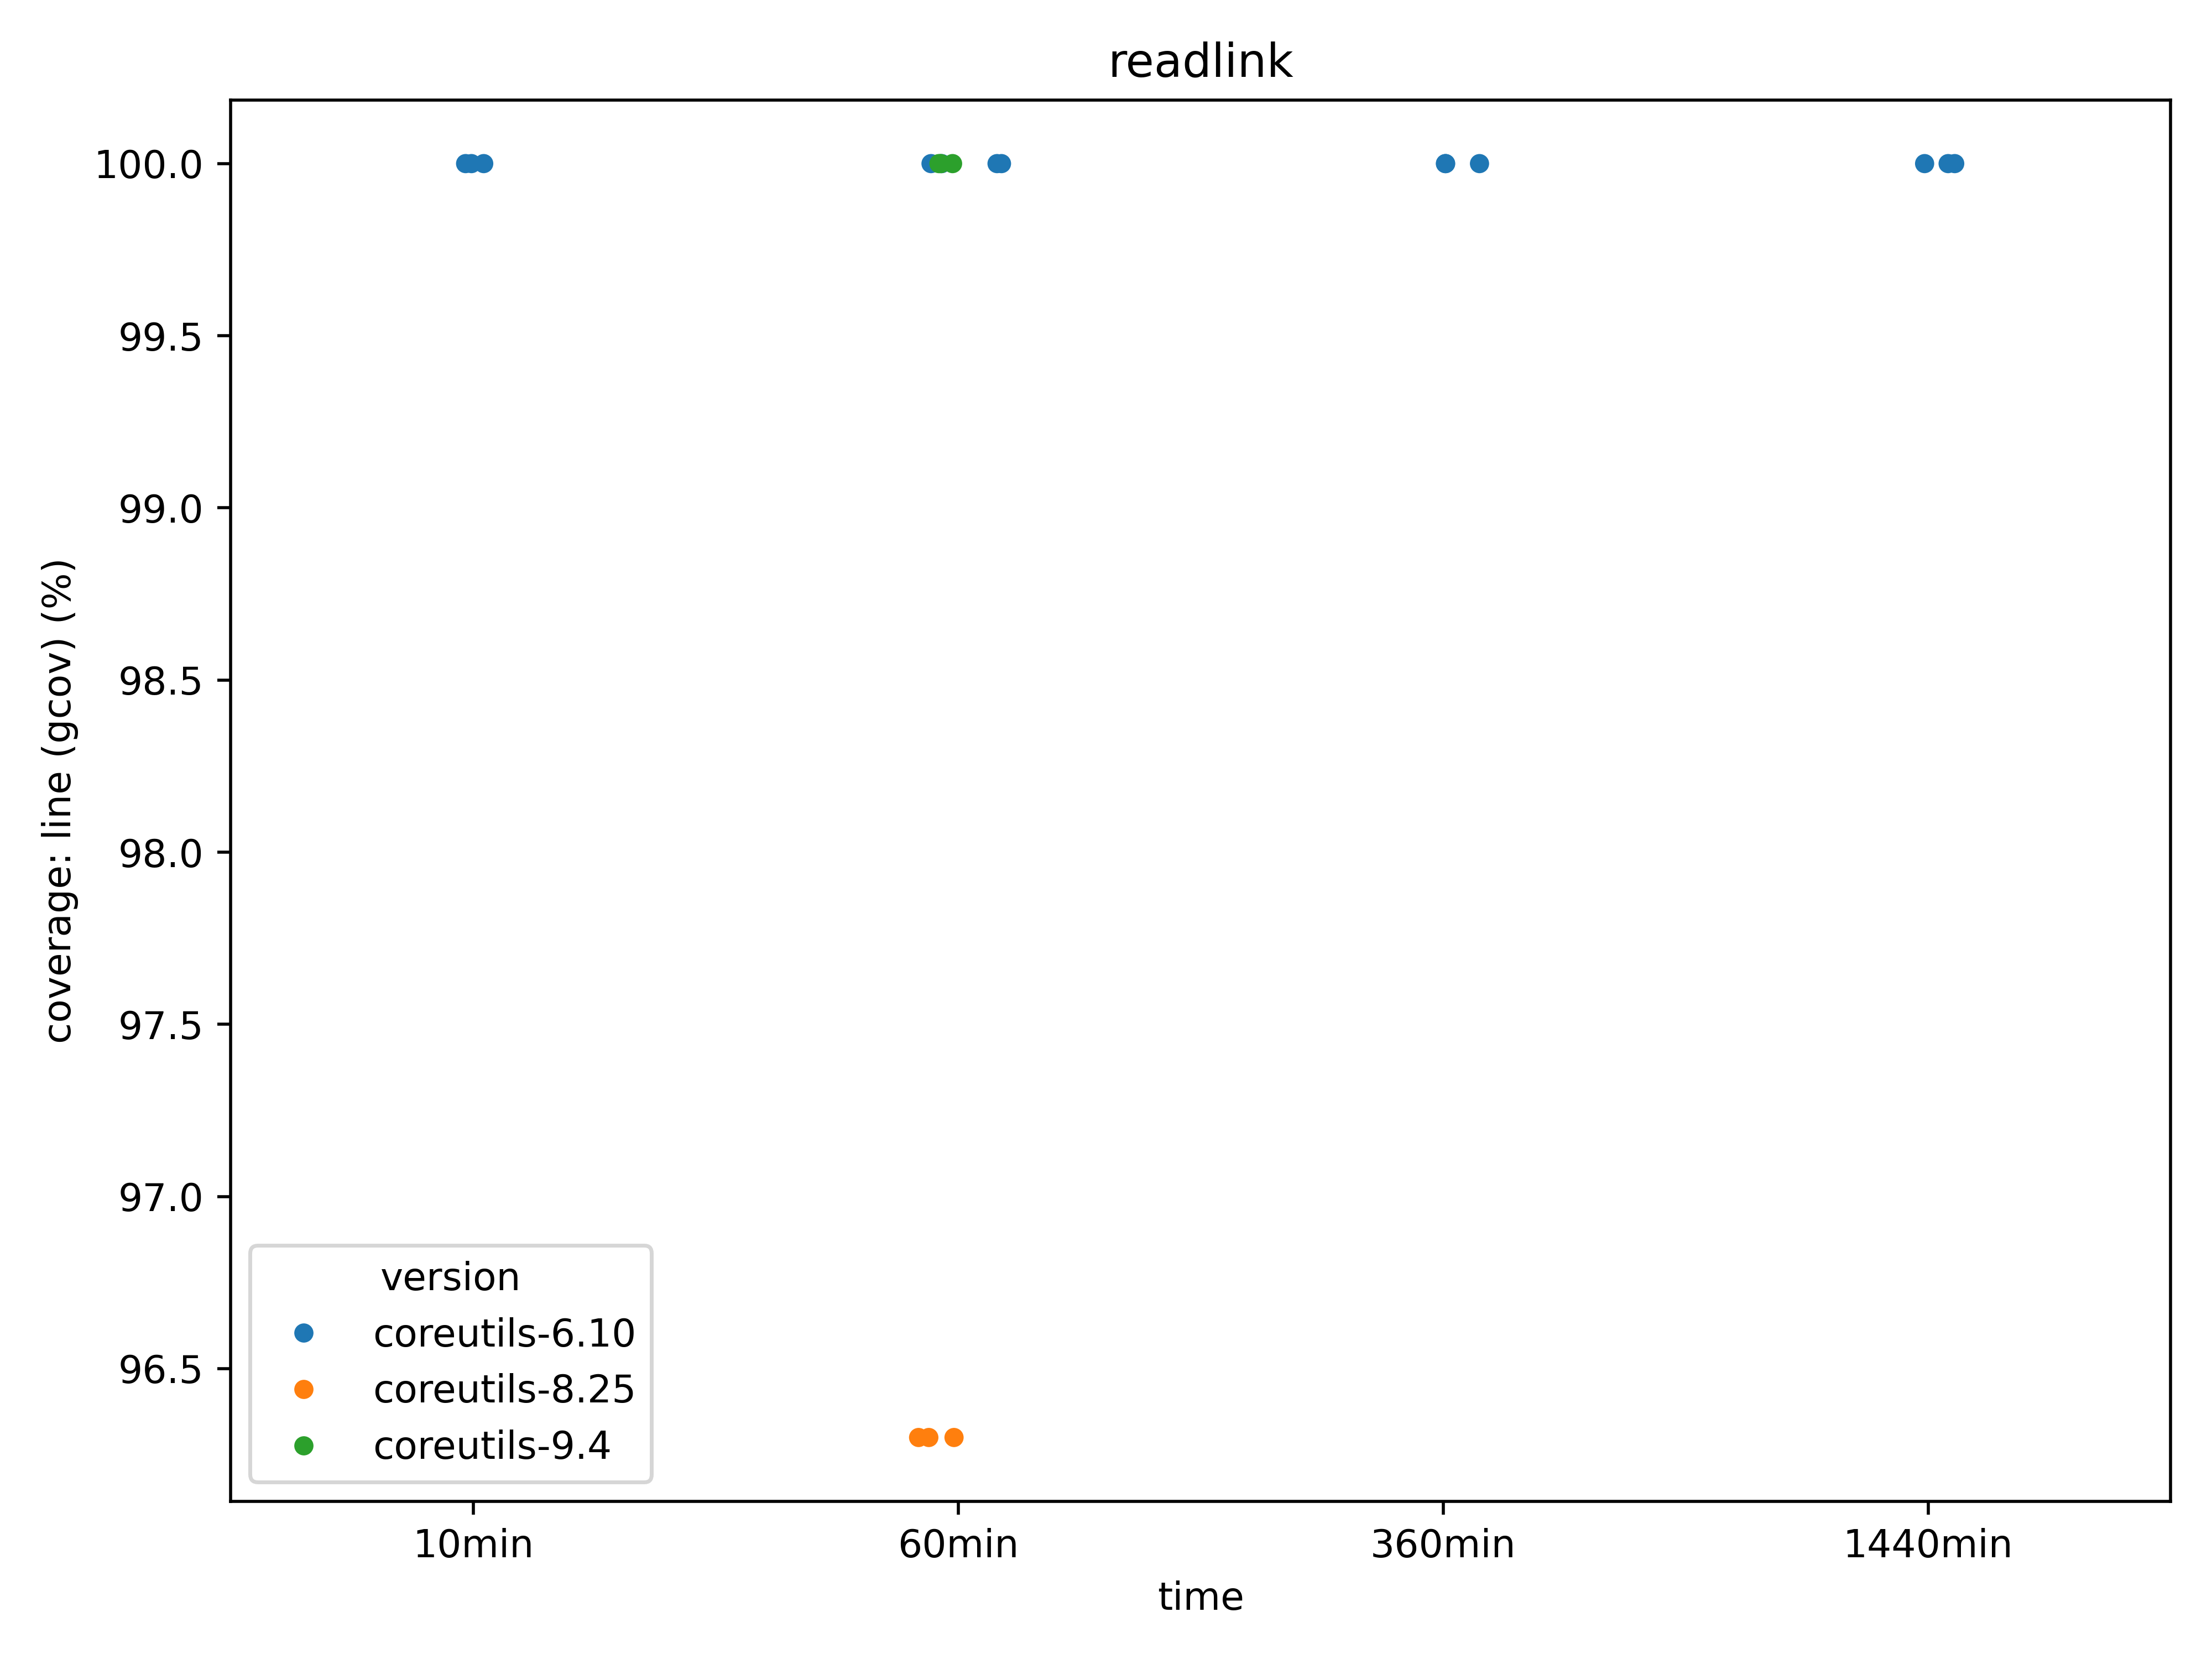 readlink
coverage: line (gcov) (%)
100.0
99.5
99.0
98.5
98.0
97.5
97.0
96.5
version
coreutils-6.10
coreutils-8.25
coreutils-9.4
10min
60min
360min
1440min
time